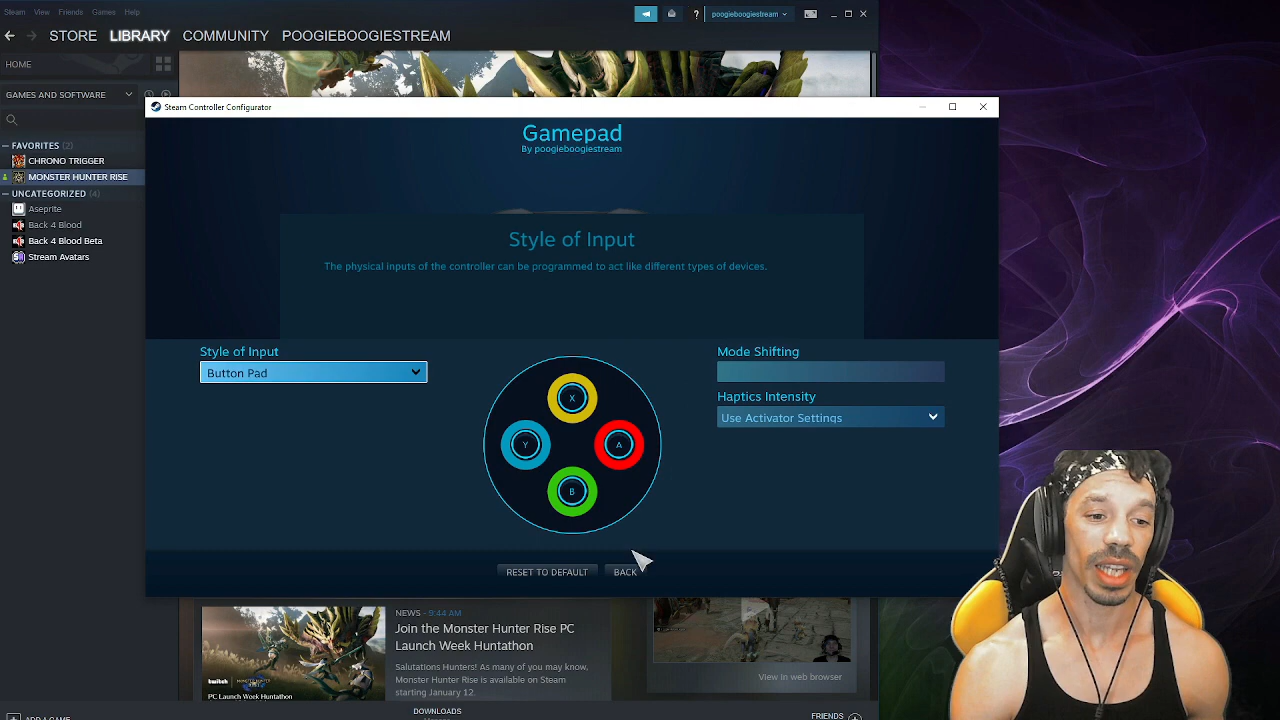 Steam View Friends Games Help
poogieboogiestream
STORE LIBRARY COMMUNITY POOGIEBOOGIESTREAM
HOME
GAMES AND SOFTWARE
FAVORITES (2)
CHRONO TRIGGER
MONSTER HUNTER RISE
UNCATEGORIZED (4)
Aseprite
Back 4 Blood
Back 4 Blood Beta
Stream Avatars
Steam Controller Configurator
Gamepad
By poogieboogiestream
Style of Input
The physical inputs of the controller can be programmed to act like different types of devices.
Style of Input
Button Pad
X
Y
A
B
Mode Shifting
Haptics Intensity
Use Activator Settings
RESET TO DEFAULT
BACK
NEWS - 9:44 AM
Join the Monster Hunter Rise PC
Launch Week Huntathon
Salutations Hunters! As many of you may know,
Monster Hunter Rise is available on Steam
starting January 12.
twitch
PC Launch Week Huntathon
View in web browser
DOWNLOADS
ADD A GAME
FRIENDS